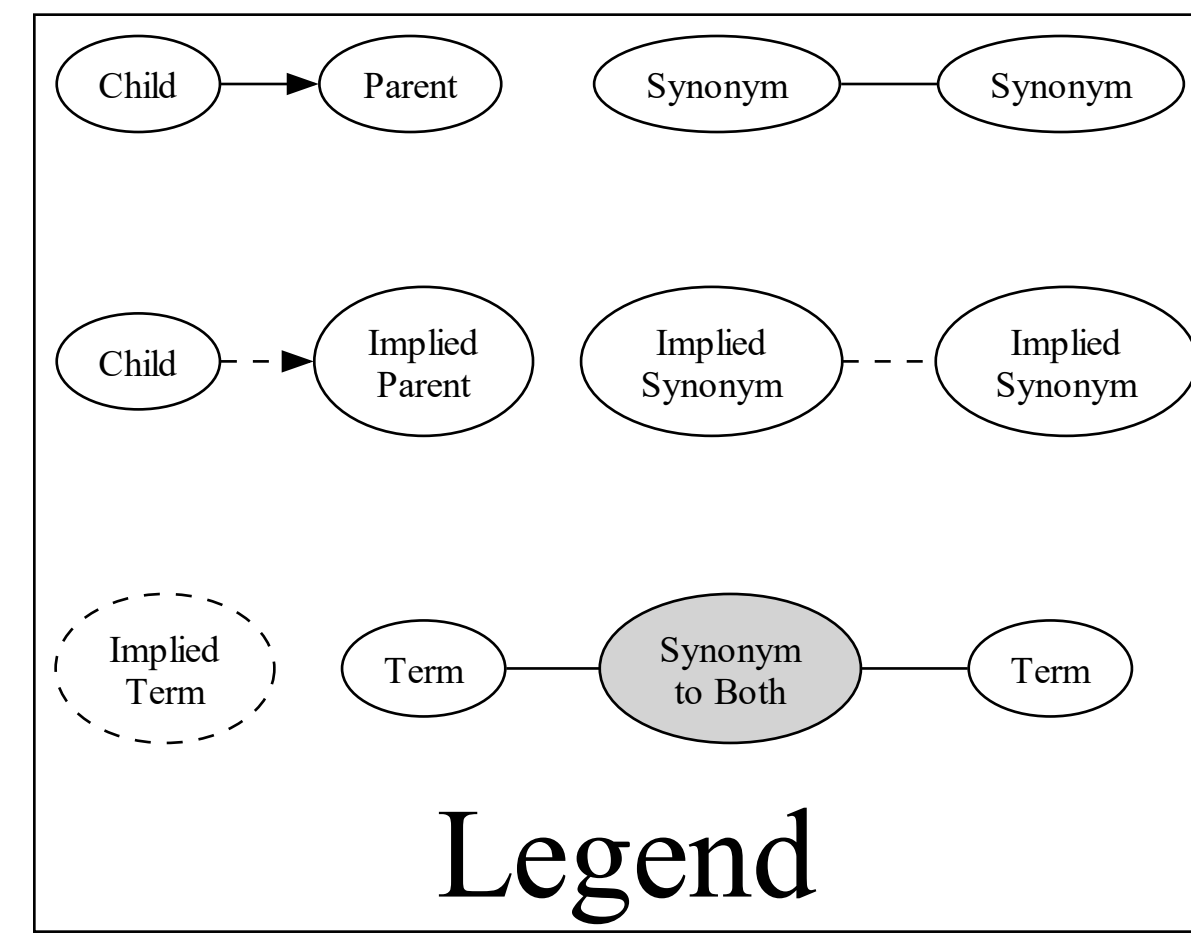 Child Parent Synonym Synonym
Child Implied Parent Implied Synonym Implied Synonym
Implied Term Term Synonym to Both Term
Legend